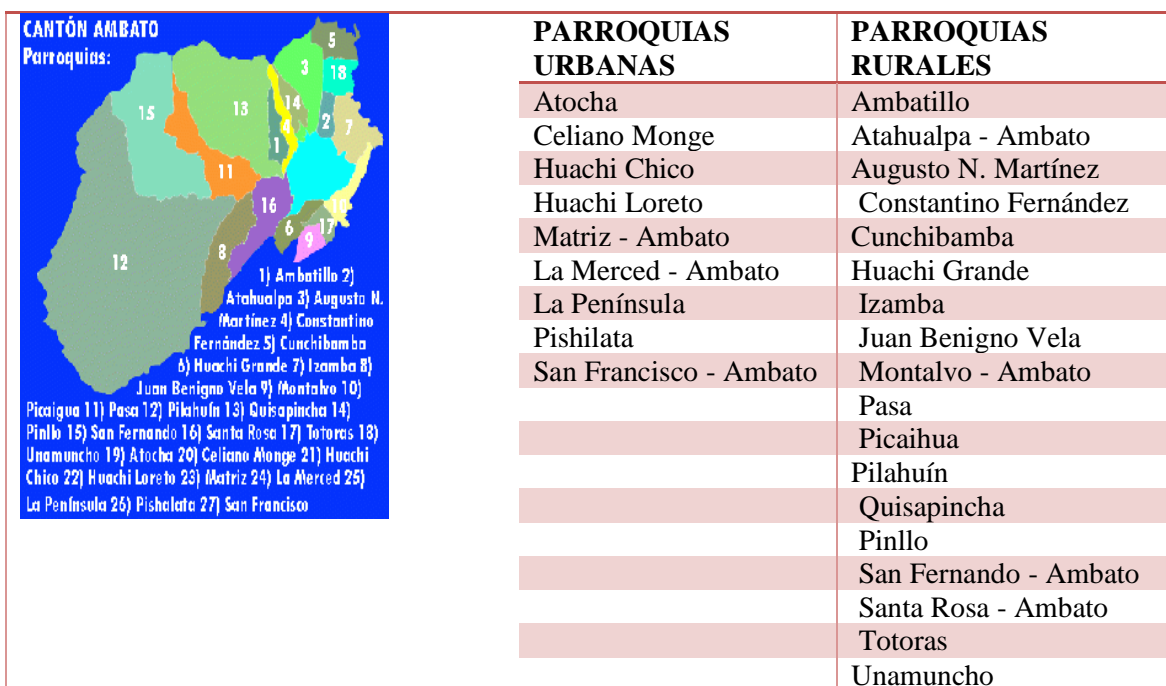 CANTÓN AMBATO
Parroquias:
5
3
18
15
13
14
4
2
7
1
11
16
10
6
17
9
8
12
1) Ambatillo 2)
Atahualpa 3) Augusto N.
Martínez 4) Constantino
Fernández 5) Cunchibamba
6) Huachi Grande 7) Izamba 8)
Juan Benigno Vela 9) Montalvo 10)
Picaigua 11) Pasa 12) Pilahuín 13) Quisapincha 14)
Pinllo 15) San Fernando 16) Santa Rosa 17) Totoras 18)
Unamuncho 19) Atocha 20) Celiano Monge 21) Huachi
Chico 22) Huachi Loreto 23) Matriz 24) La Merced 25)
La Península 26) Pishalata 27) San Francisco
PARROQUIAS URBANAS
Atocha
Celiano Monge
Huachi Chico
Huachi Loreto
Matriz - Ambato
La Merced - Ambato
La Península
Pishilata
San Francisco - Ambato
PARROQUIAS RURALES
Ambatillo
Atahualpa - Ambato
Augusto N. Martínez
Constantino Fernández
Cunchibamba
Huachi Grande
Izamba
Juan Benigno Vela
Montalvo - Ambato
Pasa
Picaihua
Pilahuín
Quisapincha
Pinllo
San Fernando - Ambato
Santa Rosa - Ambato
Totoras
Unamuncho